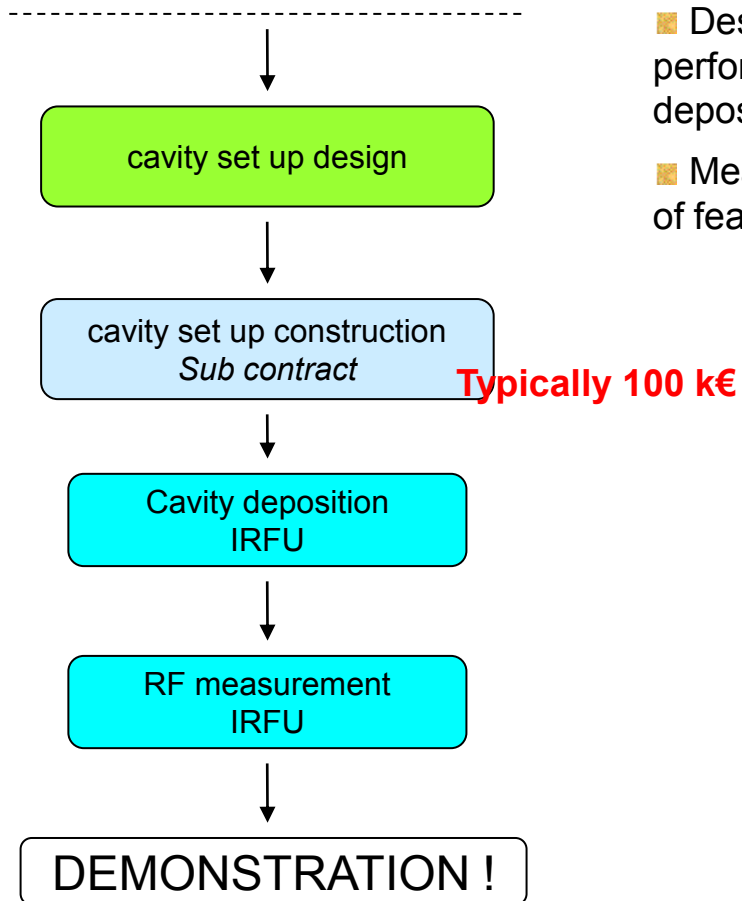 cavity set up design
cavity set up construction
Sub contract
Typically 100 k€
Cavity deposition
IRFU
RF measurement
IRFU
DEMONSTRATION !
of